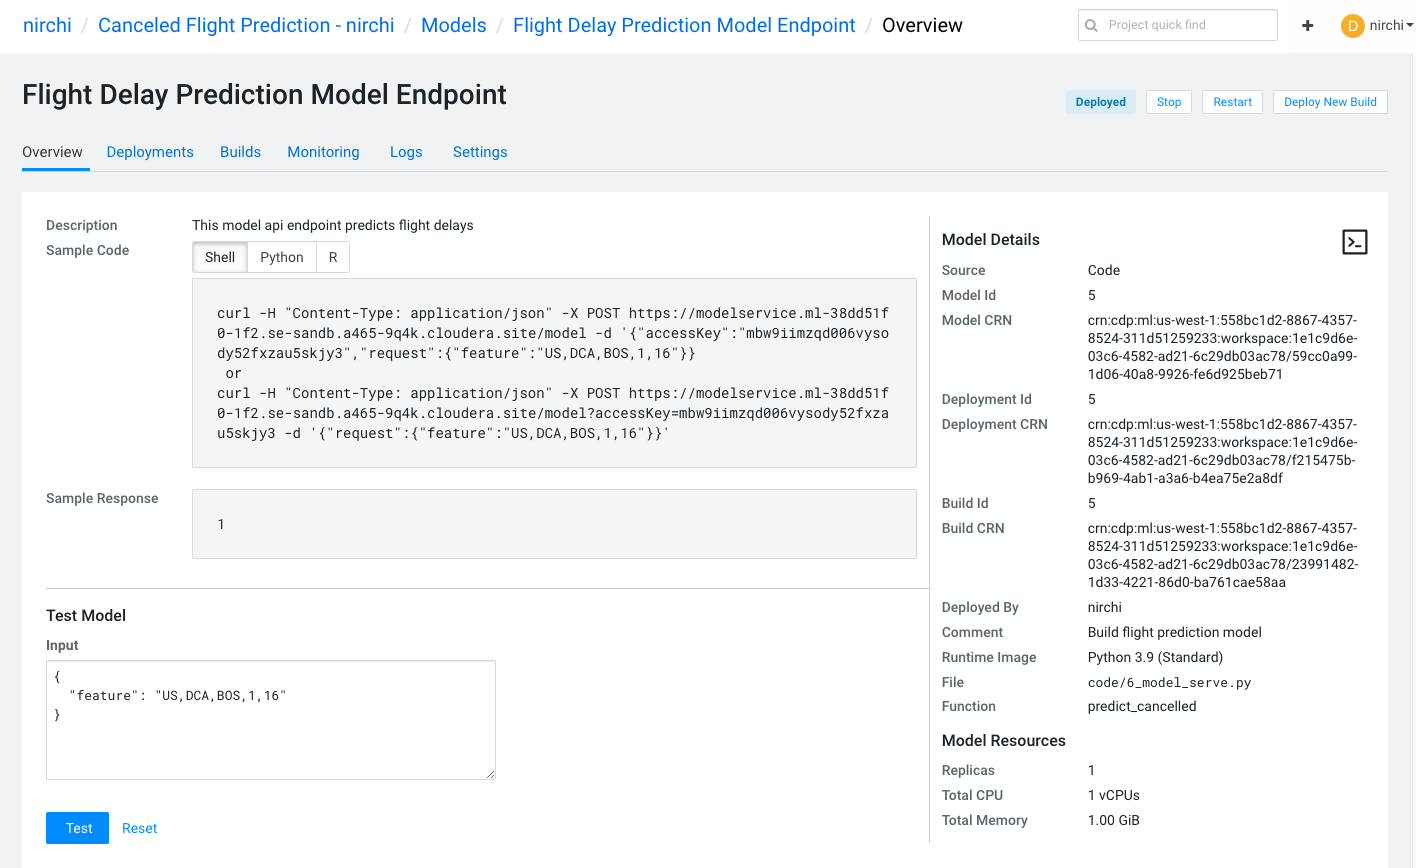 nirchi / Canceled Flight Prediction - nirchi / Models / Flight Delay Prediction Model Endpoint / Overview
Project quick find
+
D nirchi
Flight Delay Prediction Model Endpoint
Deployed Stop Restart Deploy New Build
Overview Deployments Builds Monitoring Logs Settings
Description This model api endpoint predicts flight delays
Sample Code
Shell Python R
curl -H "Content-Type: application/json" -X POST https://modelservice.ml-38dd51f
0-1f2.se-sandb.a465-9q4k.cloudera.site/model -d '{"accessKey":"mbw9iimzqd006vyso
dy52fxzau5skjy3","request":{"feature":"US,DCA,BOS,1,16"}}
or
curl -H "Content-Type: application/json" -X POST https://modelservice.ml-38dd51f
0-1f2.se-sandb.a465-9q4k.cloudera.site/model?accessKey=mbw9iimzqd006vysody52fxza
u5skjy3 -d '{"request":{"feature":"US,DCA,BOS,1,16"}}'
Sample Response
1
Test Model
Input
{
"feature": "US,DCA,BOS,1,16"
}
Test Reset
Model Details
Source Code
Model Id 5
Model CRN crn:cdp:ml:us-west-1:558bc1d2-8867-4357-
8524-311d51259233:workspace:1e1c9d6e-
03c6-4582-ad21-6c29db03ac78/59cc0a99-
1d06-40a8-9926-fe6d925beb71
Deployment Id 5
Deployment CRN crn:cdp:ml:us-west-1:558bc1d2-8867-4357-
8524-311d51259233:workspace:1e1c9d6e-
03c6-4582-ad21-6c29db03ac78/f215475b-
b969-4ab1-a3a6-b4ea75e2a8df
Build Id 5
Build CRN crn:cdp:ml:us-west-1:558bc1d2-8867-4357-
8524-311d51259233:workspace:1e1c9d6e-
03c6-4582-ad21-6c29db03ac78/23991482-
1d33-4221-86d0-ba761cae58aa
Deployed By nirchi
Comment Build flight prediction model
Runtime Image Python 3.9 (Standard)
File code/6_model_serve.py
Function predict_cancelled
Model Resources
Replicas 1
Total CPU 1 vCPUs
Total Memory 1.00 GiB